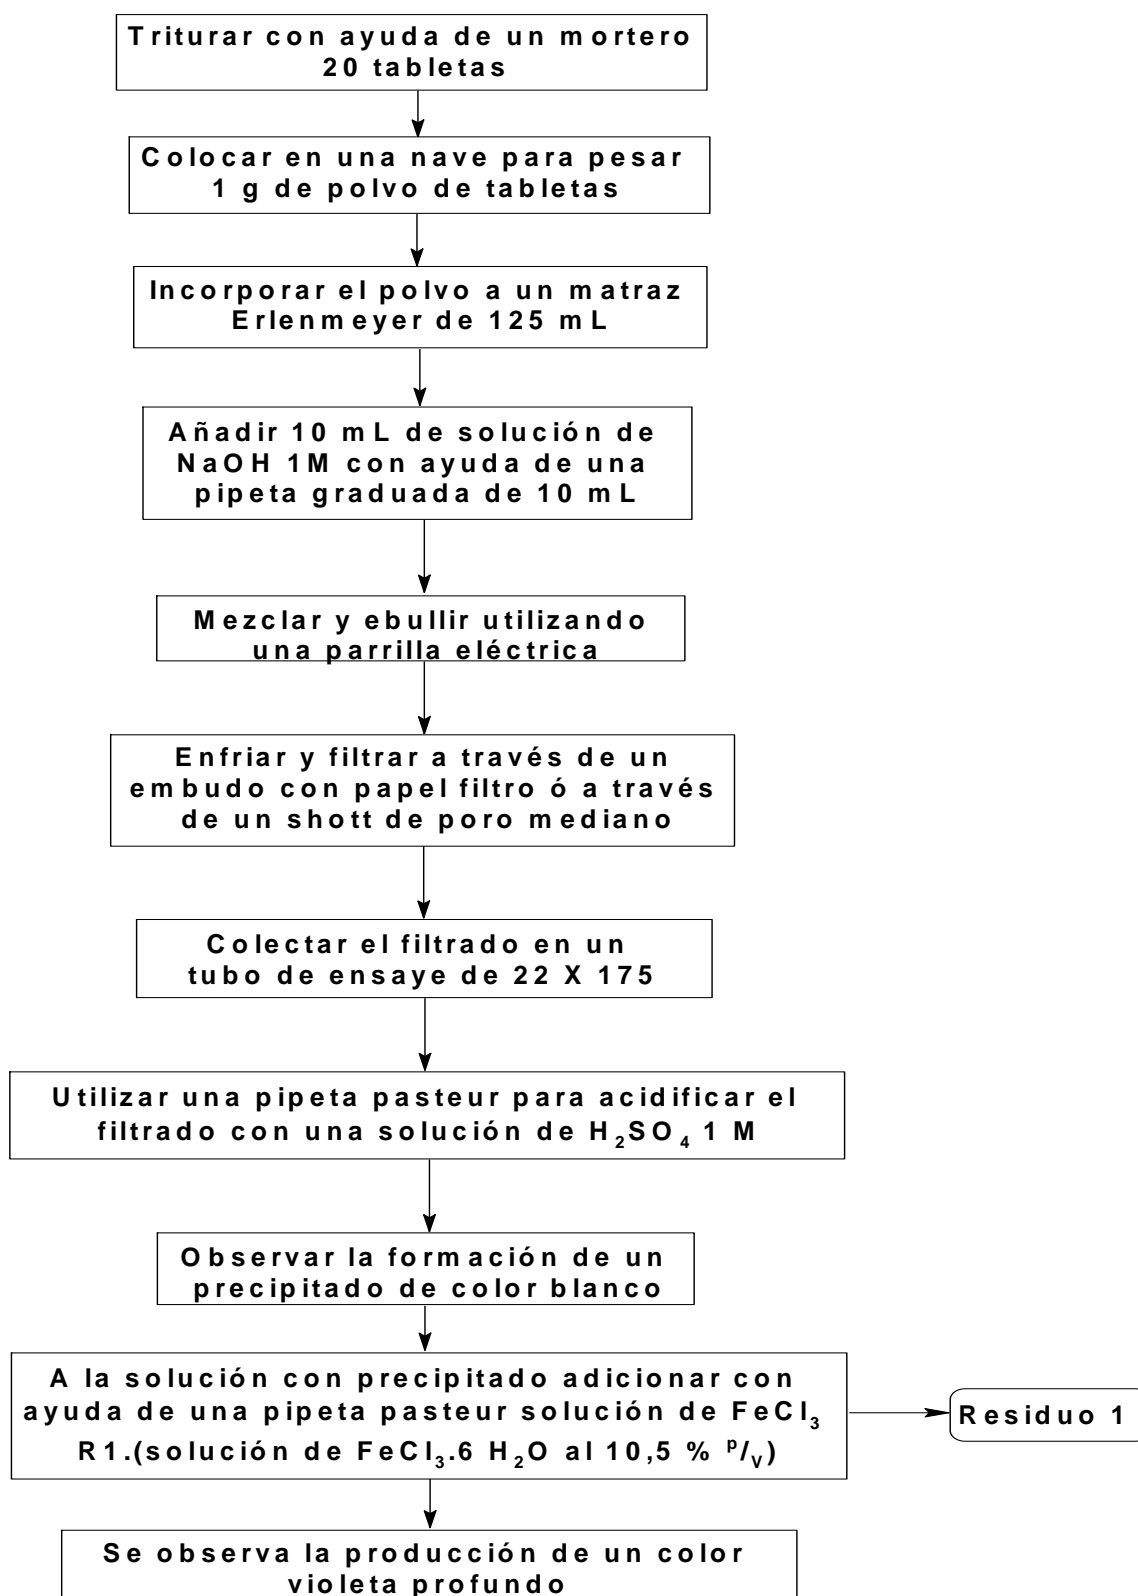 Triturar con ayuda de un mortero
20 tabletas
Colocar en una nave para pesar
1 g de polvo de tabletas
Incorporar el polvo a un matraz
Erlenmeyer de 125 mL
Añadir 10 mL de solución de
NaOH 1M con ayuda de una
pipeta graduada de 10 mL
Mezclar y ebullir utilizando
una parrilla eléctrica
Enfriar y filtrar a través de un
embudo con papel filtro ó a través
de un shott de poro mediano
Colectar el filtrado en un
tubo de ensaye de 22 X 175
Utilizar una pipeta pasteur para acidificar el
filtrado con una solución de H₂SO₄ 1 M
Observar la formación de un
precipitado de color blanco
A la solución con precipitado adicionar con
ayuda de una pipeta pasteur solución de FeCl₃
R1.(solución de FeCl₃.6 H₂O al 10,5 % p/v)
Residuo 1
Se observa la producción de un color
violeta profundo